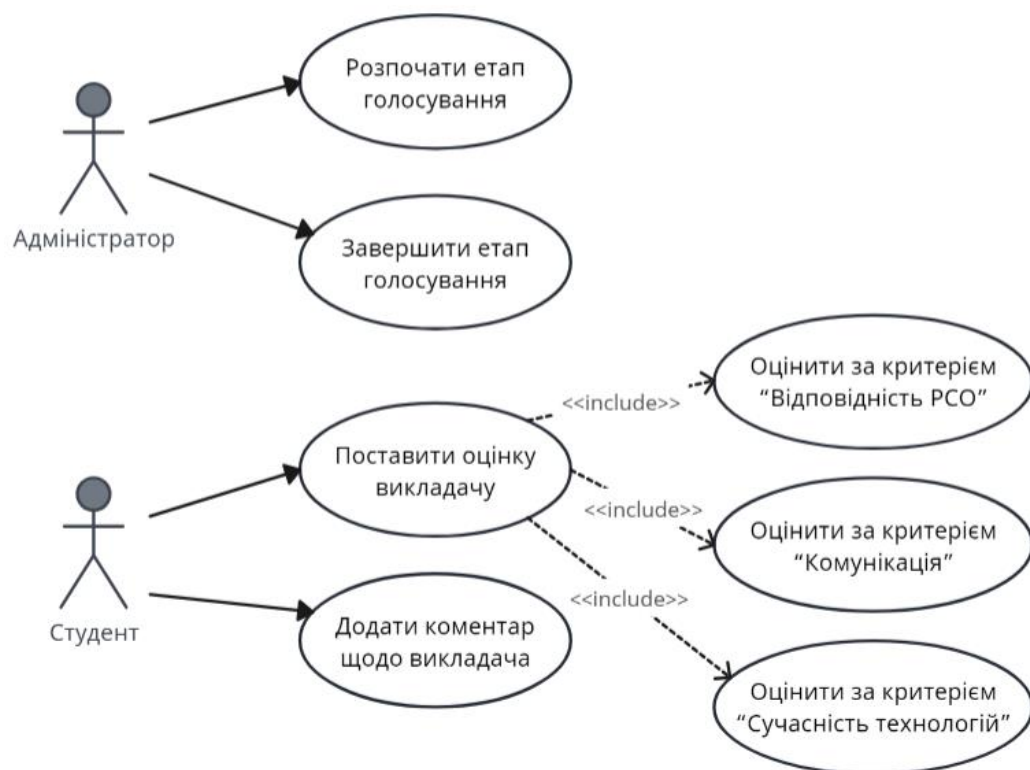 Розпочати етап
голосування
Адміністратор
Завершити етап
голосування
Оцінити за критерієм
“Відповідність РСО”
<<include>>
Поставити оцінку
викладачу
<<include>>
Оцінити за критерієм
“Комунікація”
<<include>>
Студент
Додати коментар
щодо викладача
Оцінити за критерієм
“Сучасність технологій”